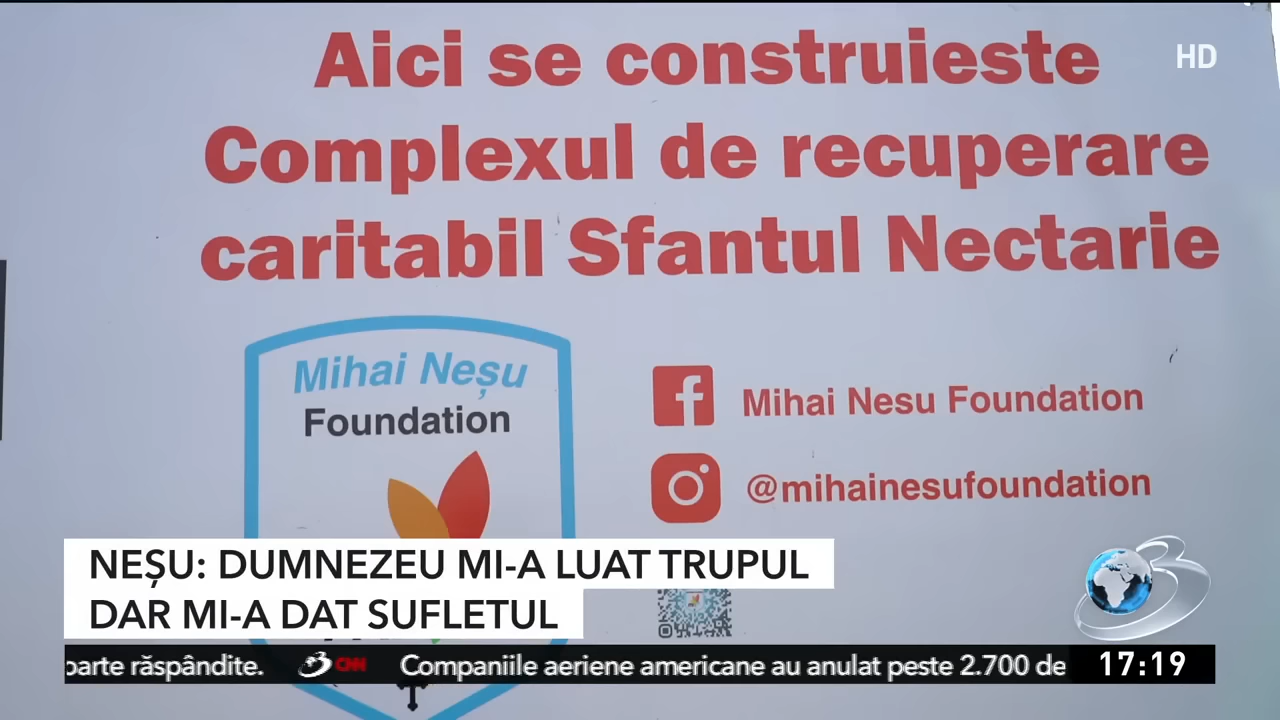 Aici se construieste
HD
Complexul de recuperare
caritabil Sfantul Nectarie
Mihai Neșu
Foundation
Mihai Nesu Foundation
@mihainesufoundation
NEȘU: DUMNEZEU MI-A LUAT TRUPUL
DAR MI-A DAT SUFLETUL
răspândite. 3 CNN Companiile aeriene americane au anulat peste 2.700 de
17:19